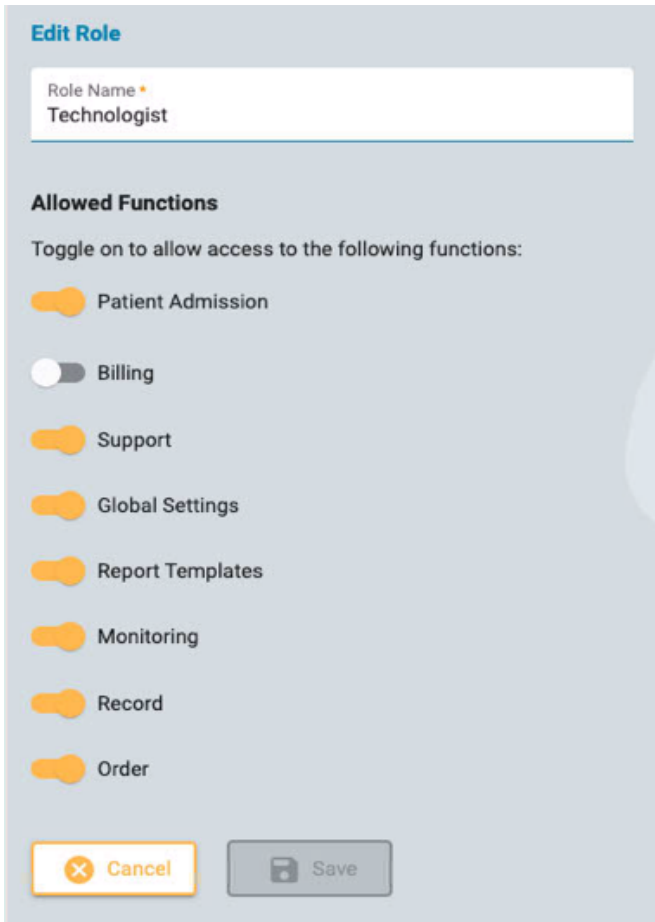 Edit Role
Role Name *
Technologist
Allowed Functions
Toggle on to allow access to the following functions:
Patient Admission
Billing
Support
Global Settings
Report Templates
Monitoring
Record
Order
Cancel
Save